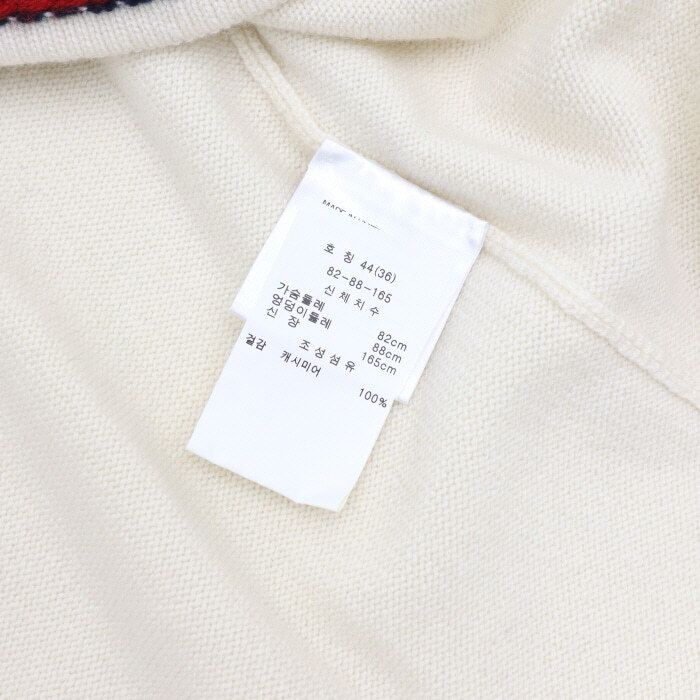 호 칭 44(36)
82-88-165
신 체 치 수
가슴둘레 82cm
엉덩이둘레 88cm
신 장 165cm
조 성 섬 유
겉감 캐시미어 100%